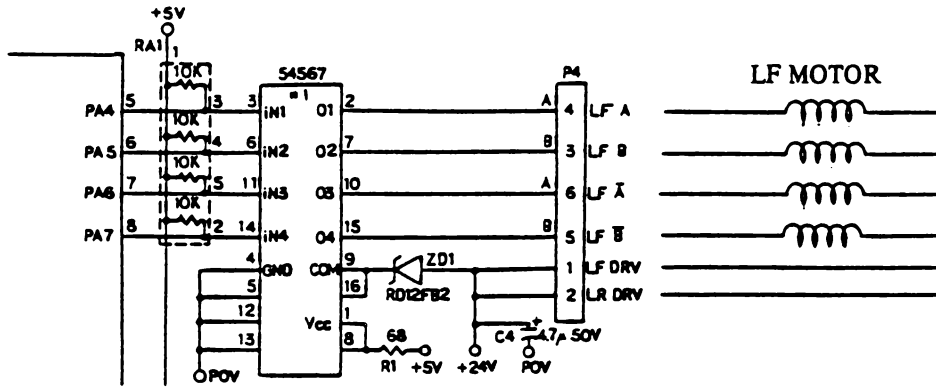 +5V
RA1 1
10K 54567 P4 LF MOTOR
*1
PA4 5 3 3 iN1 O1 2 A 4 LF A
10K
PA5 6 4 6 iN2 O2 7 B 3 LF B
10K
PA6 7 5 11 iN3 O3 10 A 6 LF A̅
10K
PA7 8 2 14 iN4 O4 15 B 5 LF B̅
4 GND COM 9 ZD1 1 LF DRV
5 16 RD12FB2 2 LR DRV
12 Vcc 1
13 8 68 C4 + 4.7μ 50V
R1 +5V +24V POV
POV